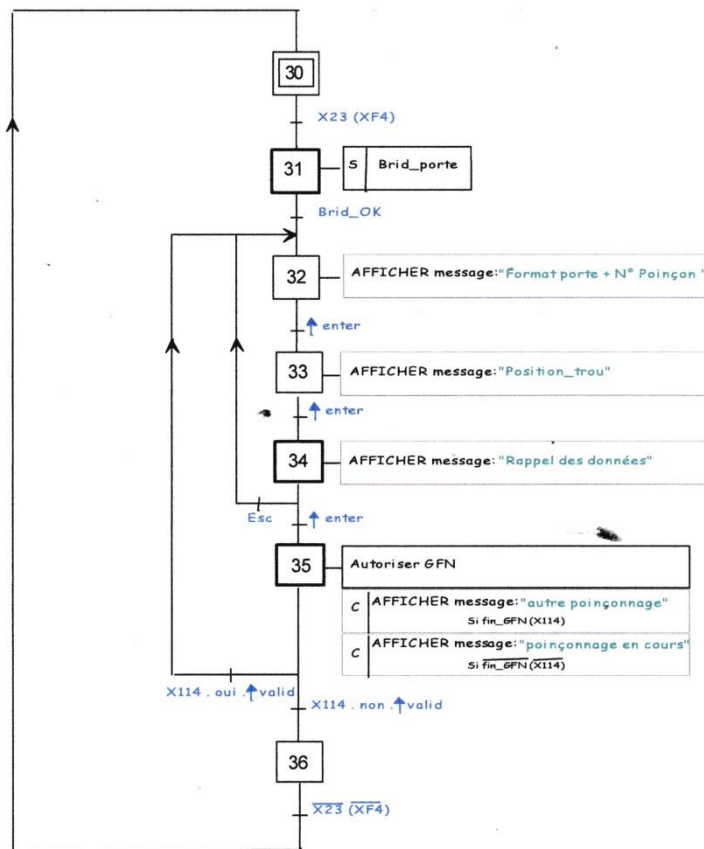 30
X23 (XF4)
31
S Brid_porte
Brid_OK
32
AFFICHER message:"Format porte + N° Poinçon "
↑ enter
33
AFFICHER message:"Position_trou"
↑ enter
34
AFFICHER message: "Rappel des données"
Esc
↑ enter
35
Autoriser GFN
C AFFICHER message:"autre poinçonnage"
Si fin_GFN (X114)
C AFFICHER message:"poinçonnage en cours"
Si fin_GFN (X114)
X114 . oui . ↑ valid
X114 . non . ↑ valid
36
X23 (XF4)